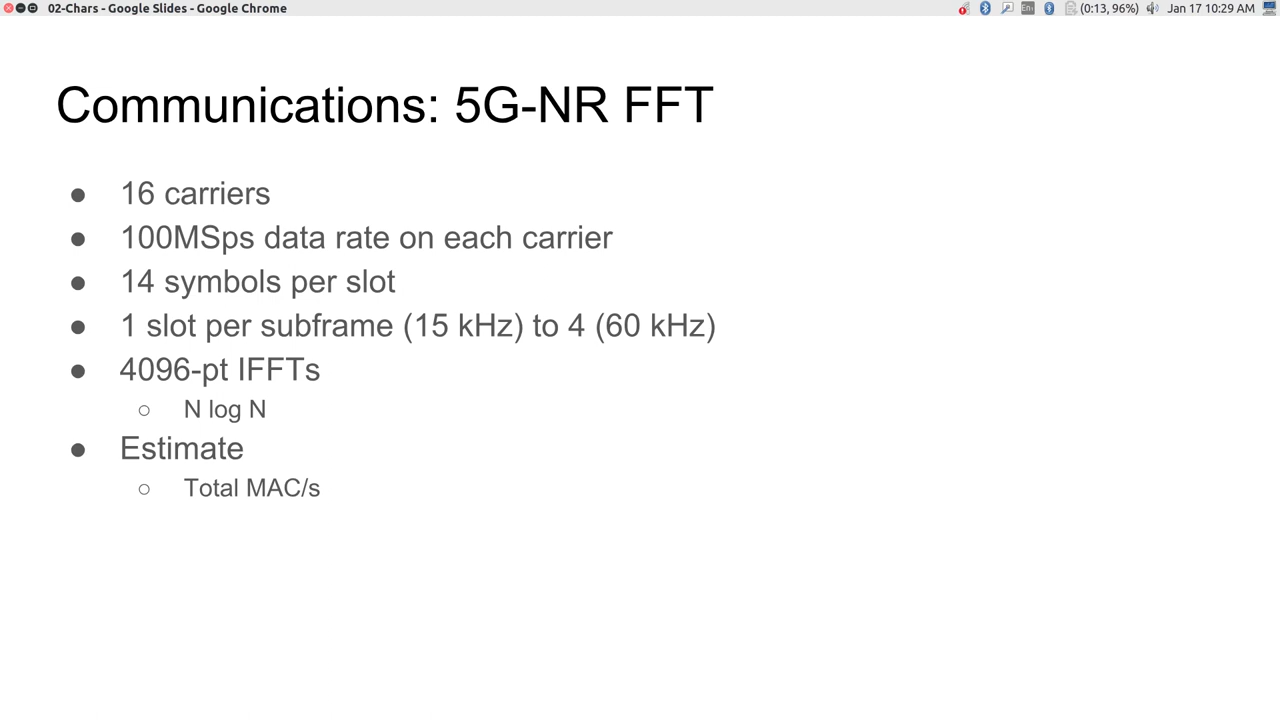 02-Chars - Google Slides - Google Chrome
En₁ (0:13, 96%) Jan 17 10:29 AM
Communications: 5G-NR FFT
● 16 carriers
● 100MSps data rate on each carrier
● 14 symbols per slot
● 1 slot per subframe (15 kHz) to 4 (60 kHz)
● 4096-pt IFFTs
○ N log N
● Estimate
○ Total MAC/s